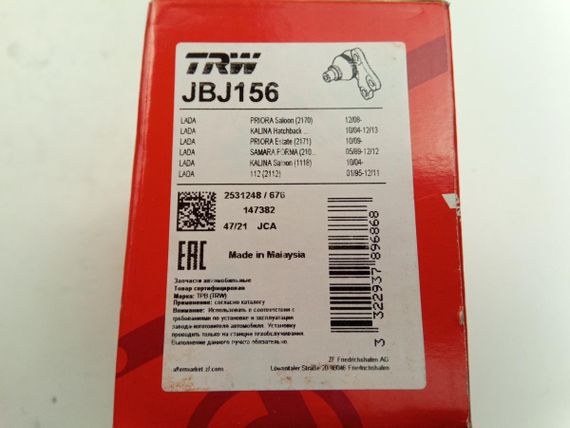 TRW
JBJ156
LADA PRIORA Saloon (2170) 12/08-
LADA KALINA Hatchback ... 10/04-12/13
LADA PRIORA Estate (2171) 10/09-
LADA SAMARA FORMA (210... 05/89-12/12
LADA KALINA Saloon (1118) 10/04-
LADA 112 (2112) 01/95-12/11
2531248 / 676
147382
47/21 JCA
EAC Made in Malaysia
Запчасти автомобильные
Товар сертифицирован
Марка: ТРВ (TRW)
Применение: согласно каталогу
Внимание: Использовать в соответствии с
требованиями по установке и эксплуатации
завода-изготовителя автомобиля. Установку
проводить только на станции техобслуживания.
Выполнение данного пункта обязательно.
aftermarket.zf.com
ZF Friedrichshafen AG
Löwentaler Straße 20 88046 Friedrichshafen
3 322937 896868